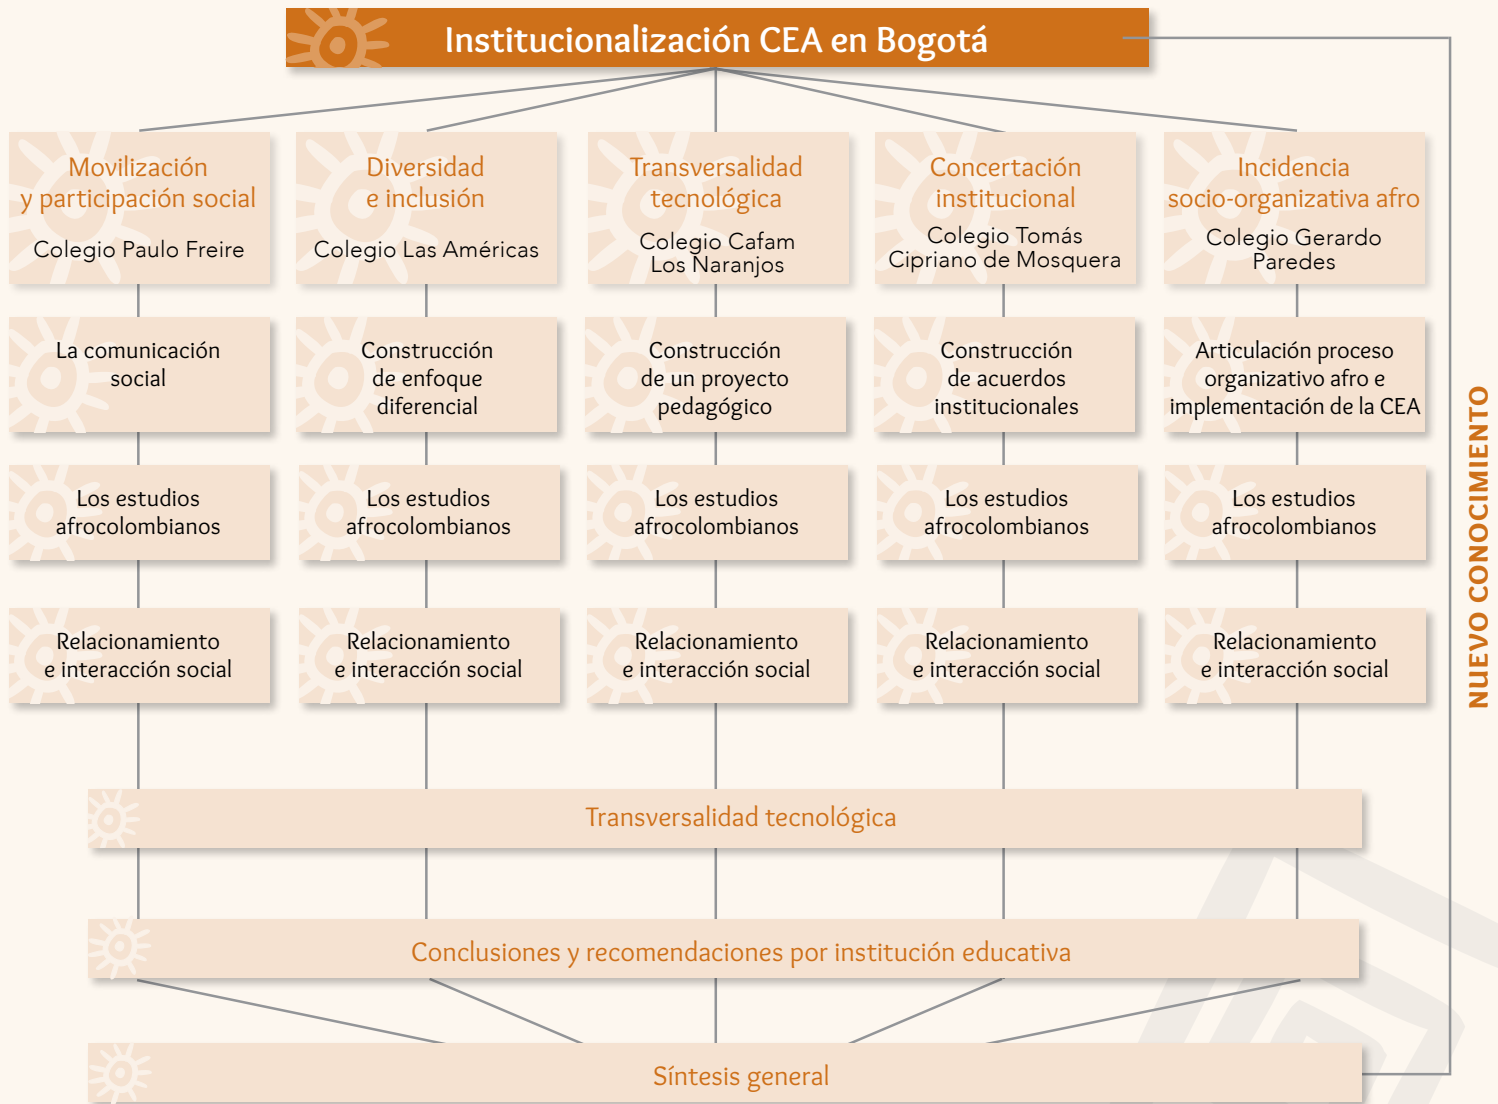 Institucionalización CEA en Bogotá
Movilización
y participación social
Colegio Paulo Freire
Diversidad
e inclusión
Colegio Las Américas
Transversalidad
tecnológica
Colegio Cafam
Los Naranjos
Concertación
institucional
Colegio Tomás
Cipriano de Mosquera
Incidencia
socio-organizativa afro
Colegio Gerardo
Paredes
La comunicación
social
Construcción
de enfoque
diferencial
Construcción
de un proyecto
pedagógico
Construcción
de acuerdos
institucionales
Articulación proceso
organizativo afro e
implementación de la CEA
Los estudios
afrocolombianos
Los estudios
afrocolombianos
Los estudios
afrocolombianos
Los estudios
afrocolombianos
Los estudios
afrocolombianos
Relacionamiento
e interacción social
Relacionamiento
e interacción social
Relacionamiento
e interacción social
Relacionamiento
e interacción social
Relacionamiento
e interacción social
Transversalidad tecnológica
Conclusiones y recomendaciones por institución educativa
Síntesis general
NUEVO CONOCIMIENTO